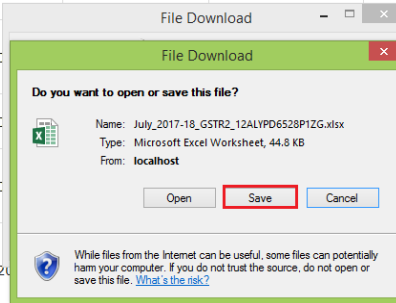 File Download
File Download
Do you want to open or save this file?
Name: July_2017-18_GSTR2_12ALYPD6528P1ZG.xlsx
Type: Microsoft Excel Worksheet, 44.8 KB
From: localhost
Open Save Cancel
While files from the Internet can be useful, some files can potentially
harm your computer. If you do not trust the source, do not open or
save this file. What's the risk?